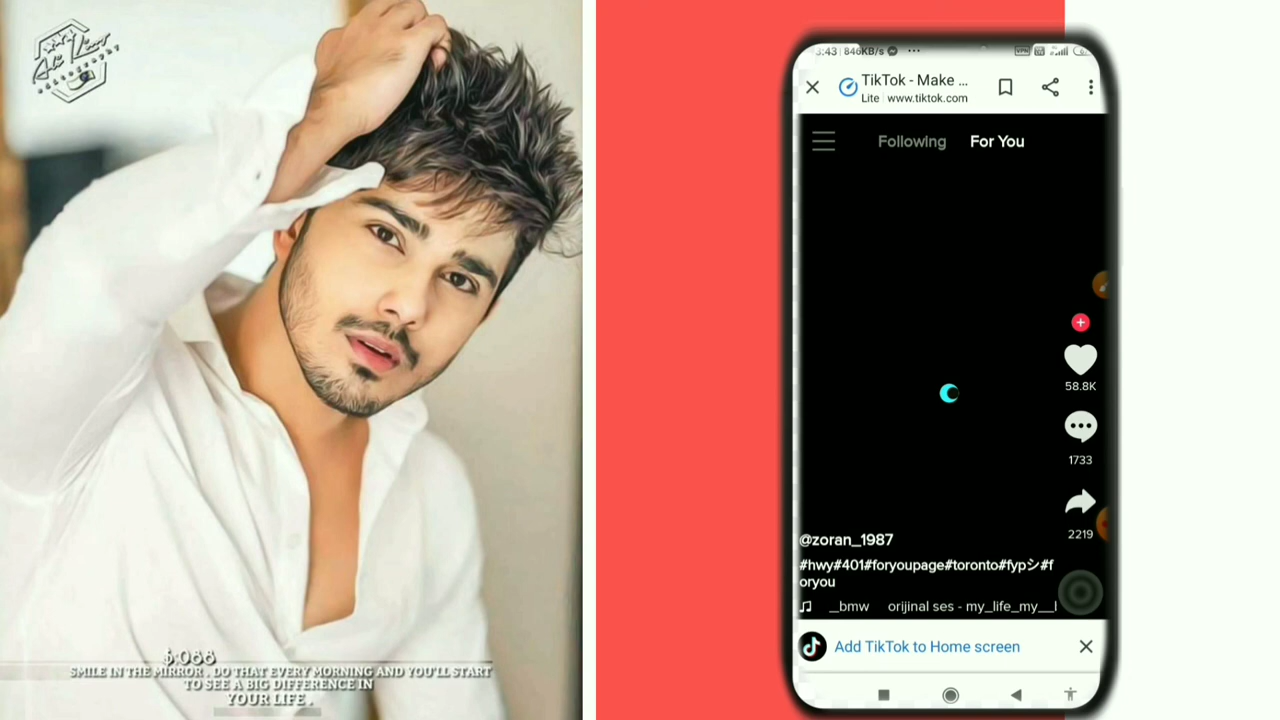 $:066
SMILE IN THE MIRROR . DO THAT EVERY MORNING AND YOU'LL START
TO SEE A BIG DIFFERENCE IN
YOUR LIFE .
3:43 846KB/s
VPN
TikTok - Make ...
Lite www.tiktok.com
Following For You
58.8K
1733
2219
@zoran_1987
#hwy#401#foryoupage#toronto#fypシ#f
oryou
_bmw orijinal ses - my_life_my__l
Add TikTok to Home screen